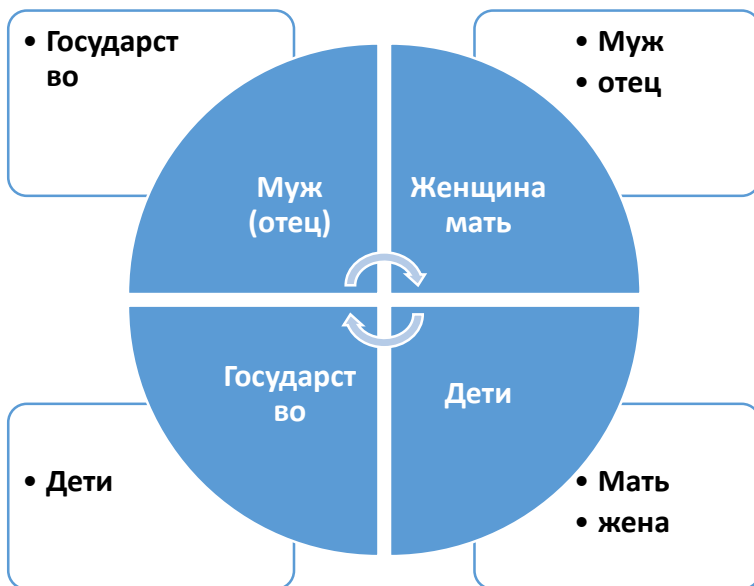 • Государст
во
• Муж
• отец
Муж
(отец)
Женщина
мать
Государст
во
Дети
• Дети
• Мать
• жена